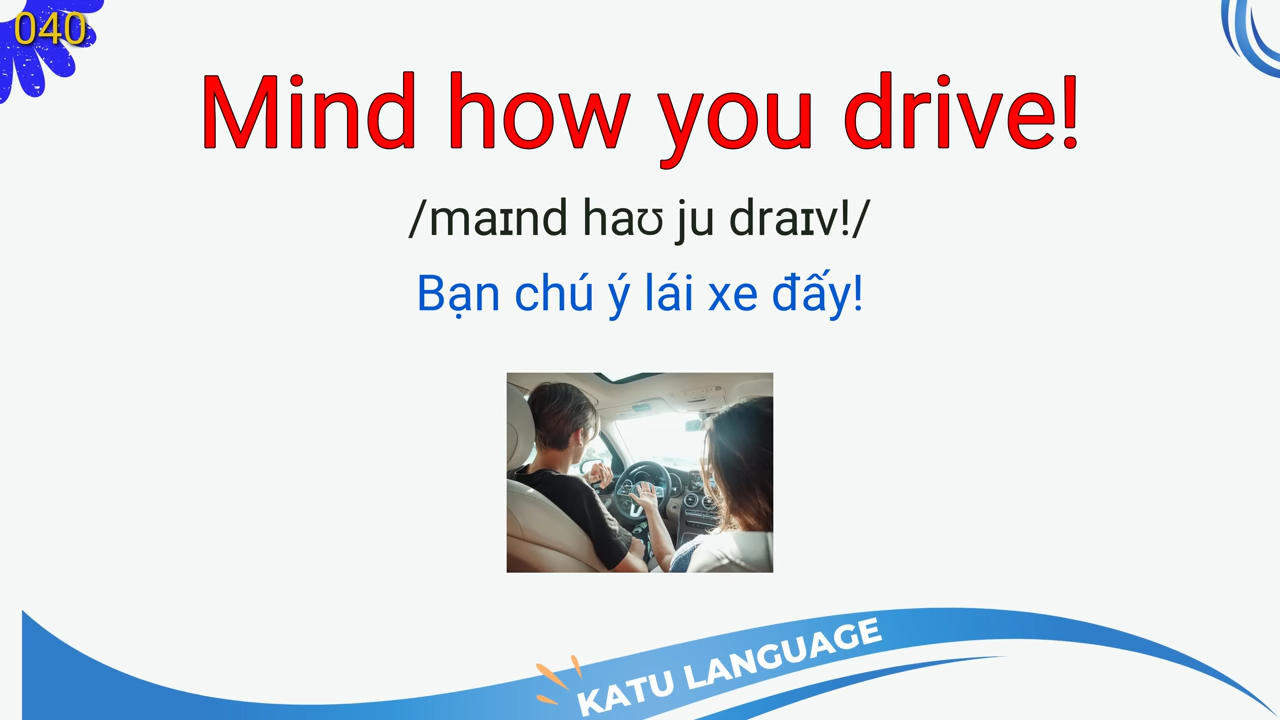 040
Mind how you drive!
/maɪnd haʊ ju draɪv!/
Bạn chú ý lái xe đấy!
KATU LANGUAGE